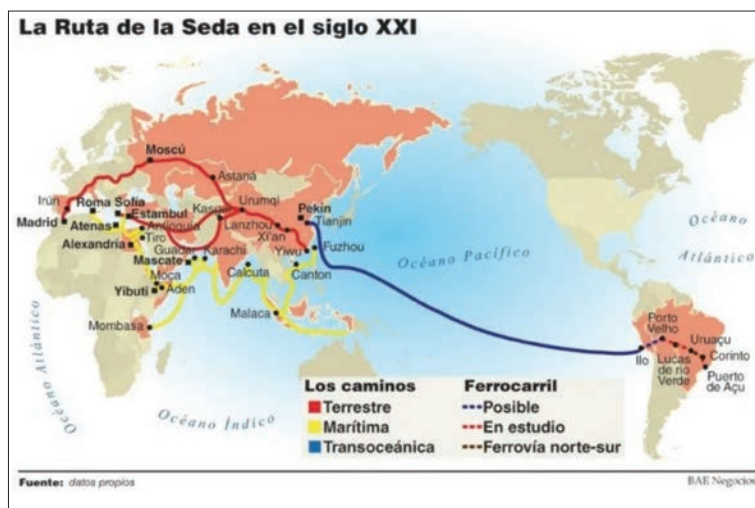 La Ruta de la Seda en el siglo XXI
Moscú
Astaná
Irún
Roma
Sofía
Estambul
Kasgar
Urumqi
Pekín
Madrid
Atenas
Antioquía
Lanzhou
Tianjin
Tiro
Xi'an
Alexandría
Guadar
Karachi
Yiwu
Fuzhou
Mascate
Moca
Calcuta
Canton
Yibuti
Aden
Mombasa
Malaca
Océano Pacífico
Océano
Atlántico
Océano Atlántico
Océano Índico
Porto
Velho
Uruaçu
Ilo
Lucas
de rio
Verde
Corinto
Puerto
de Açu
Los caminos
Terrestre
Marítima
Transoceánica
Ferrocarril
Posible
En estudio
Ferrovía norte-sur
Fuente: datos propios
BAE Negocios